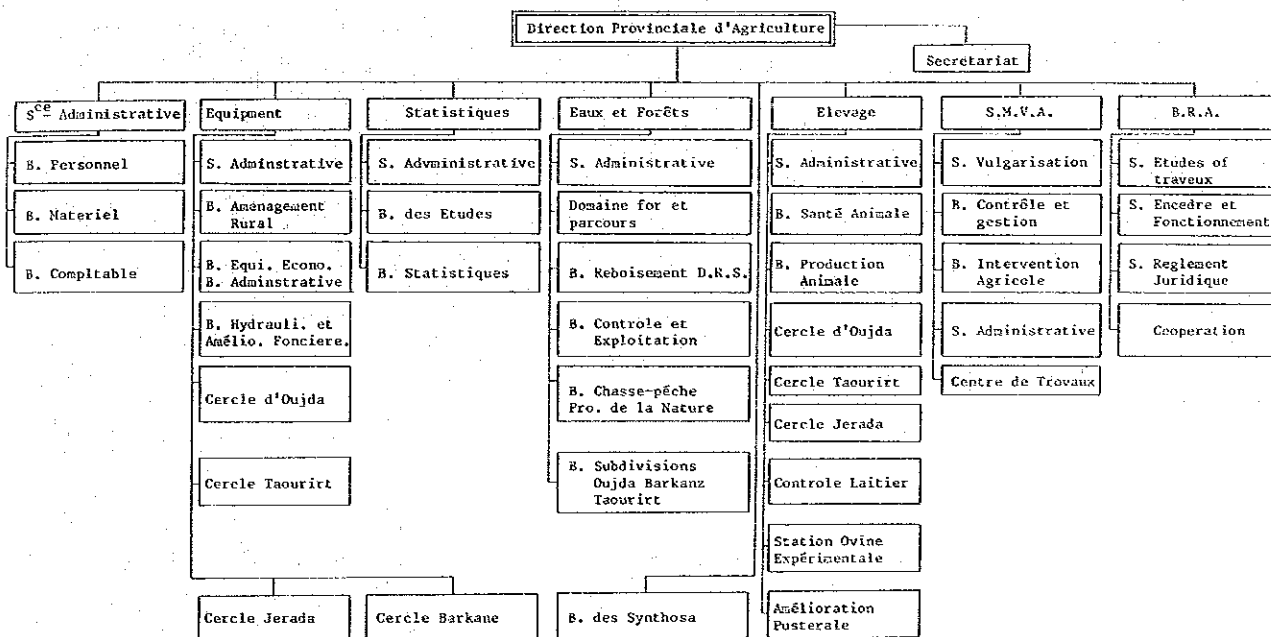 Direction Provinciale d'Agriculture
Secrétariat
Sce Administrative
Equipment
Statistiques
Eaux et Forêts
Elevage
S.M.V.A.
B.R.A.
B. Personnel
B. Materiel
B. Compltable
S. Adminstrative
B. Aménagement
Rural
B. Equi. Econo.
B. Adminstrative
B. Hydrauli. et
Amélio. Fonciere.
Cercle d'Oujda
Cercle Taourirt
Cercle Jerada
Cercle Barkane
S. Advministrative
B. des Etudes
B. Statistiques
S. Administrative
Domaine for et
parcours
B. Reboisement D.R.S.
B. Controle et
Exploitation
B. Chasse-pêche
Pro. de la Nature
B. Subdivisions
Oujda Barkanz
Taourirt
B. des Synthosa
S. Administrative
B. Santé Animale
B. Production
Animale
Cercle d'Oujda
Cercle Taourirt
Cercle Jerada
Controle Laitier
Station Ovine
Expérimentale
Amélioration
Pusterale
S. Vulgarisation
B. Contrôle et
gestion
B. Intervention
Agricole
S. Administrative
Centre de Trovaux
S. Etudes of
traveux
S. Encedre et
Fonctionnement
S. Reglement
Juridique
Cooperation